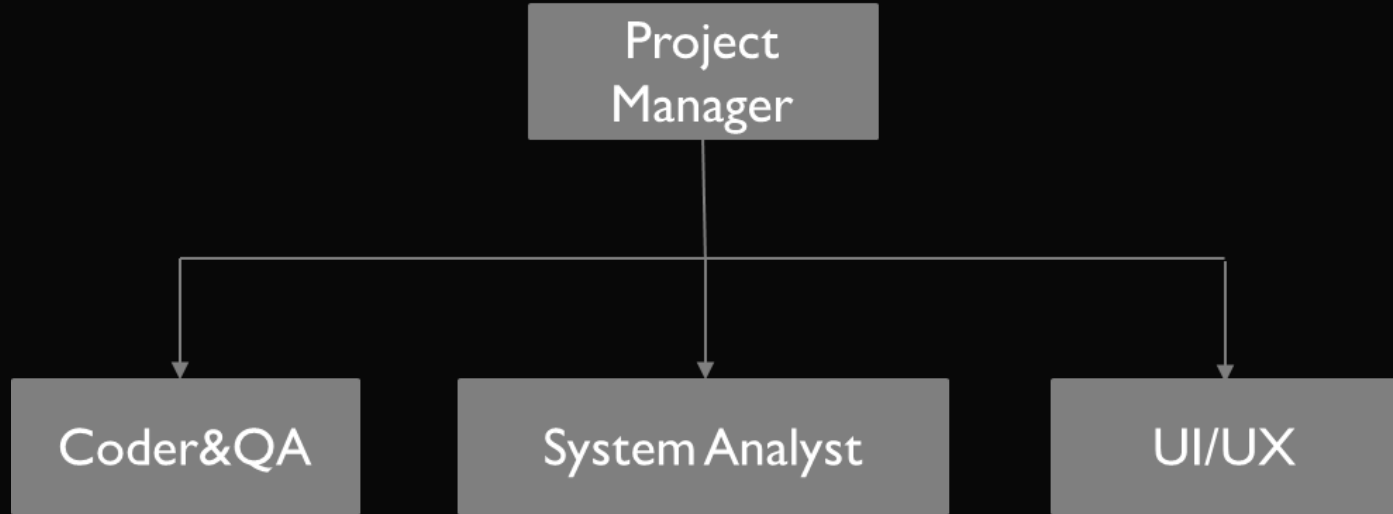 Project
Manager
Coder&QA
System Analyst
UI/UX